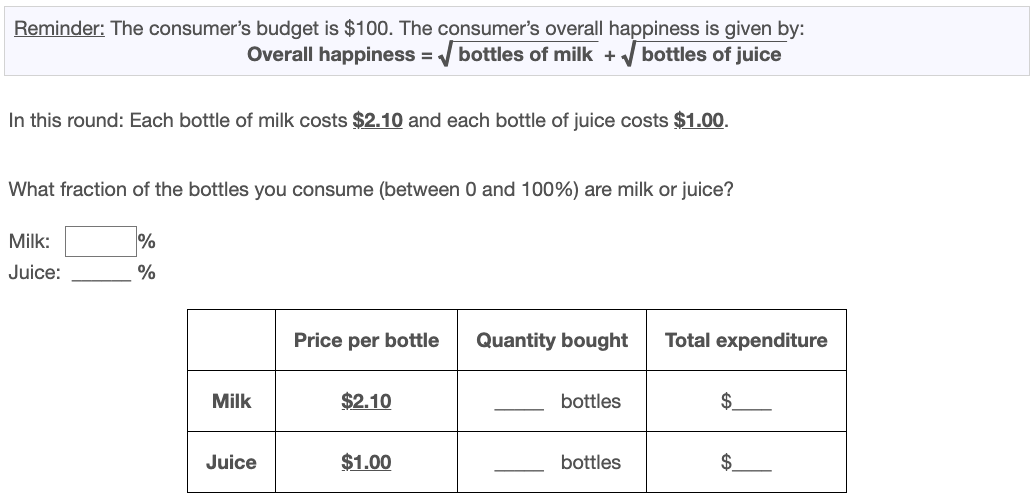 Reminder: The consumer's budget is $100. The consumer's overall happiness is given by:
Overall happiness = √bottles of milk + √bottles of juice
In this round: Each bottle of milk costs $2.10 and each bottle of juice costs $1.00.
What fraction of the bottles you consume (between 0 and 100%) are milk or juice?
Milk: %
Juice: ______ %
Price per bottle Quantity bought Total expenditure
Milk $2.10 _____ bottles $____
Juice $1.00 _____ bottles $____